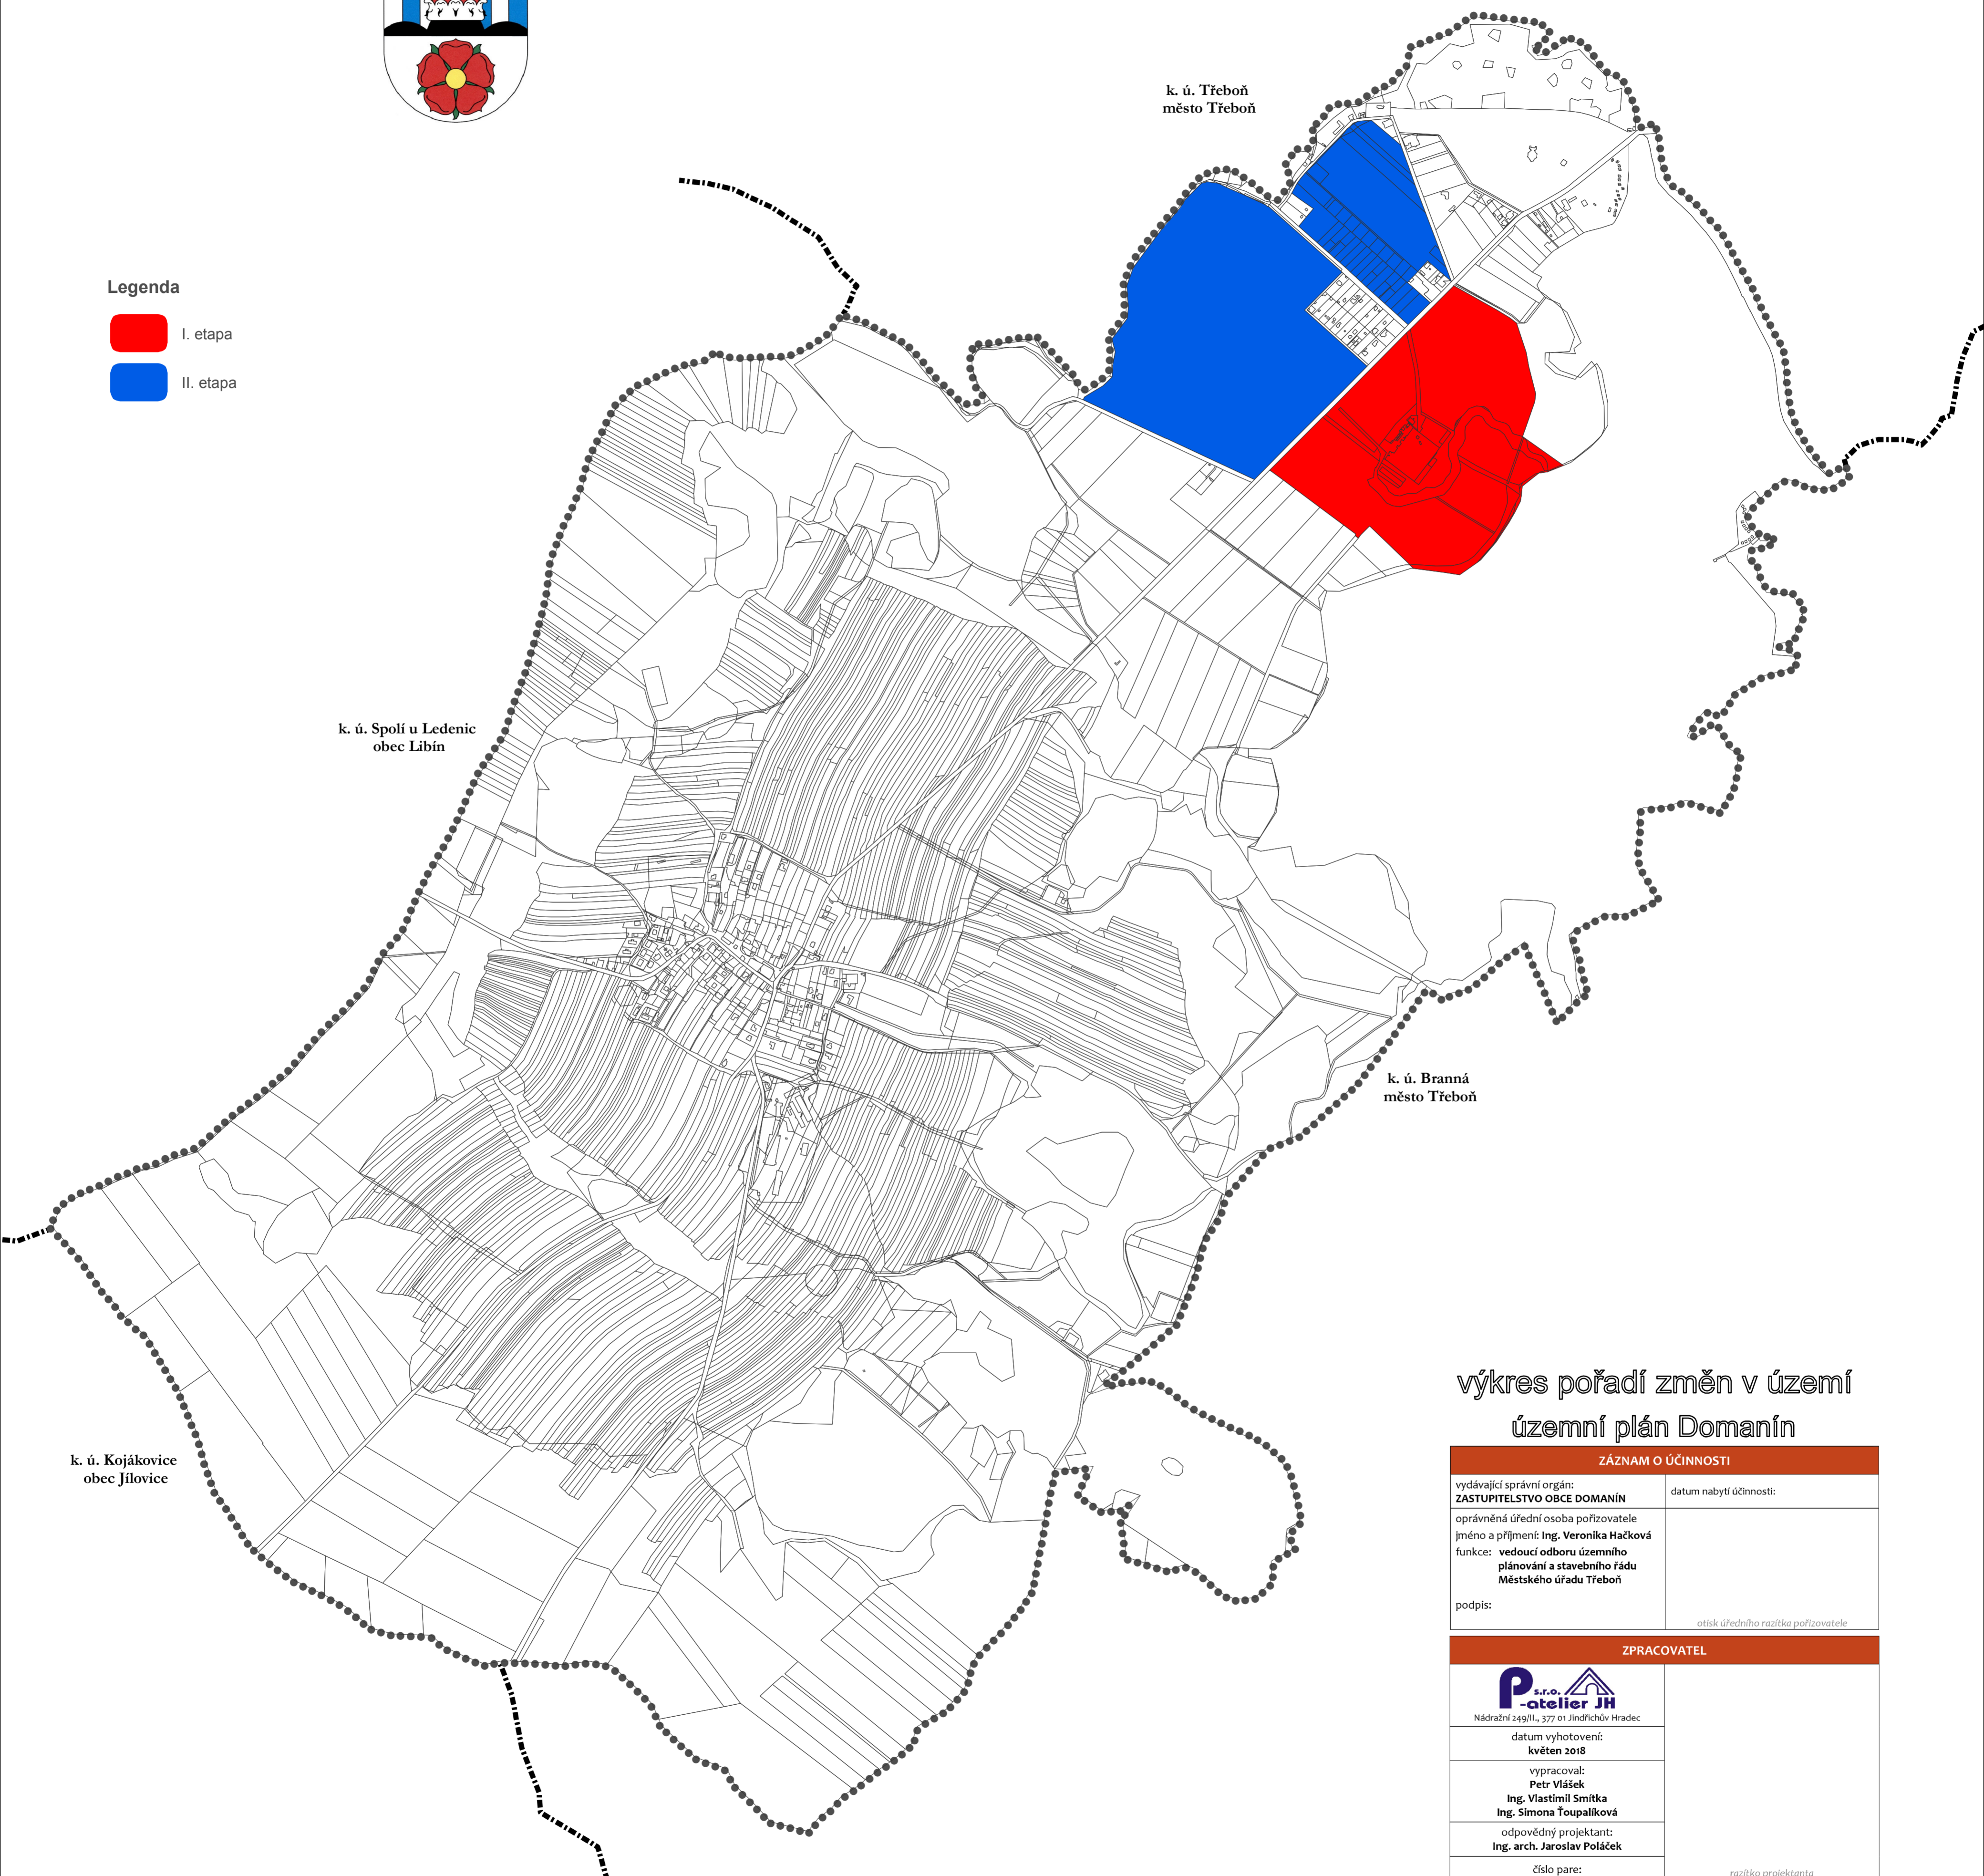 k. ú. Třeboň
město Třeboň
Legenda
I. etapa
II. etapa
k. ú. Spolí u Ledenic
obec Libín
k. ú. Branná
město Třeboň
k. ú. Kojákovice
obec Jílovice
výkres pořadí změn v území
územní plán Domanín
ZÁZNAM O ÚČINNOSTI
vydávající správní orgán:
ZASTUPITELSTVO OBCE DOMANÍN
datum nabytí účinnosti:
oprávněná úřední osoba pořizovatele
jméno a příjmení: Ing. Veronika Hačková
funkce: vedoucí odboru územního
plánování a stavebního řádu
Městského úřadu Třeboň
podpis:
otisk úředního razítka pořizovatele
ZPRACOVATEL
P s.r.o.
-atelier JH
Nádražní 249/II., 377 01 Jindřichův Hradec
datum vyhotovení:
květen 2018
vypracoval:
Petr Vlášek
Ing. Vlastimil Smítka
Ing. Simona Ťoupalíková
odpovědný projektant:
Ing. arch. Jaroslav Poláček
číslo pare:
razítko projektanta